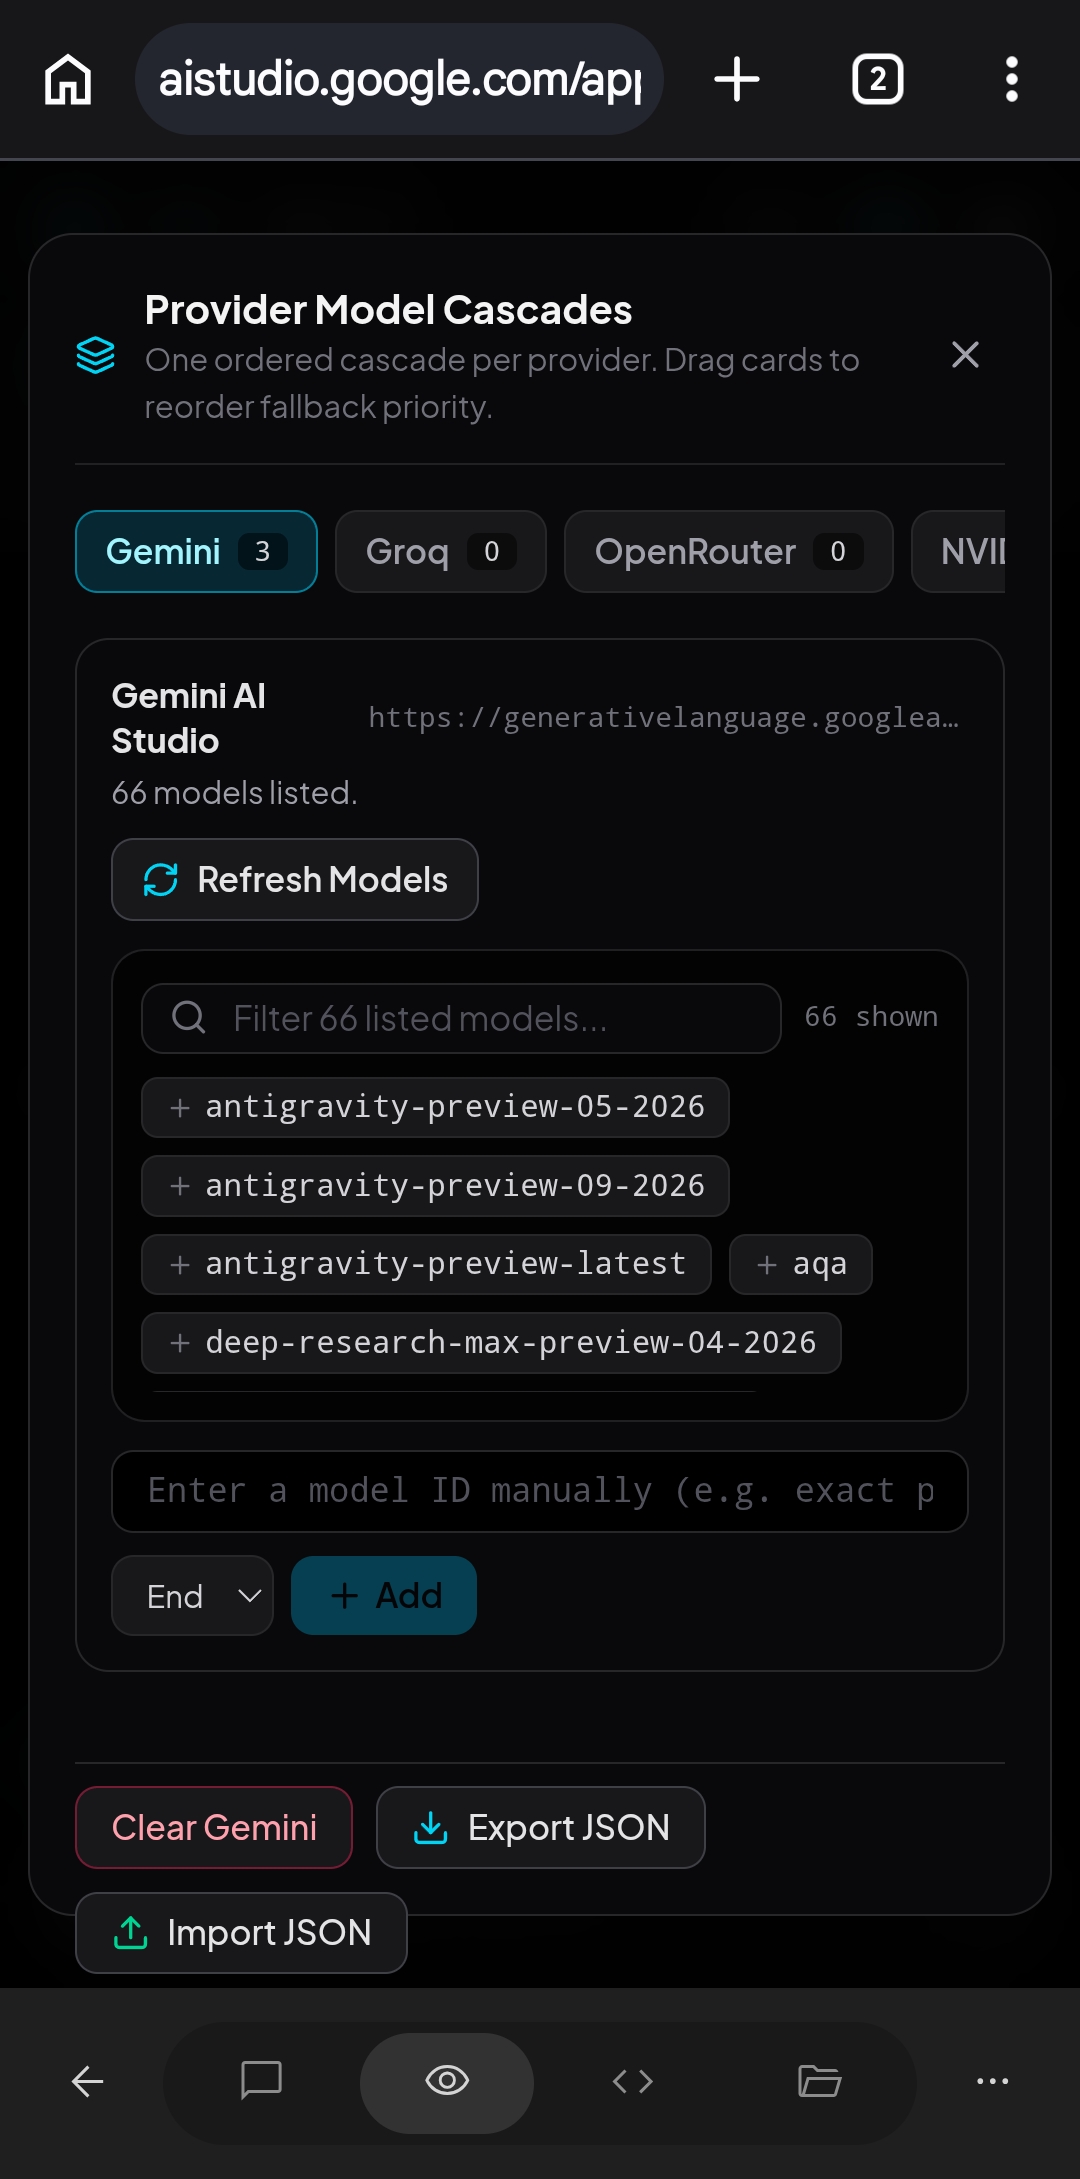 aistudio.google.com/app
2
Provider Model Cascades
One ordered cascade per provider. Drag cards to
reorder fallback priority.
Gemini 3
Groq 0
OpenRouter 0
Gemini AI
Studio
https://generativelanguage.googlea…
66 models listed.
Refresh Models
Filter 66 listed models...
66 shown
+ antigravity-preview-05-2026
+ antigravity-preview-09-2026
+ antigravity-preview-latest
+ aqa
+ deep-research-max-preview-04-2026
Enter a model ID manually (e.g. exact p
End
+ Add
Clear Gemini
Export JSON
Import JSON